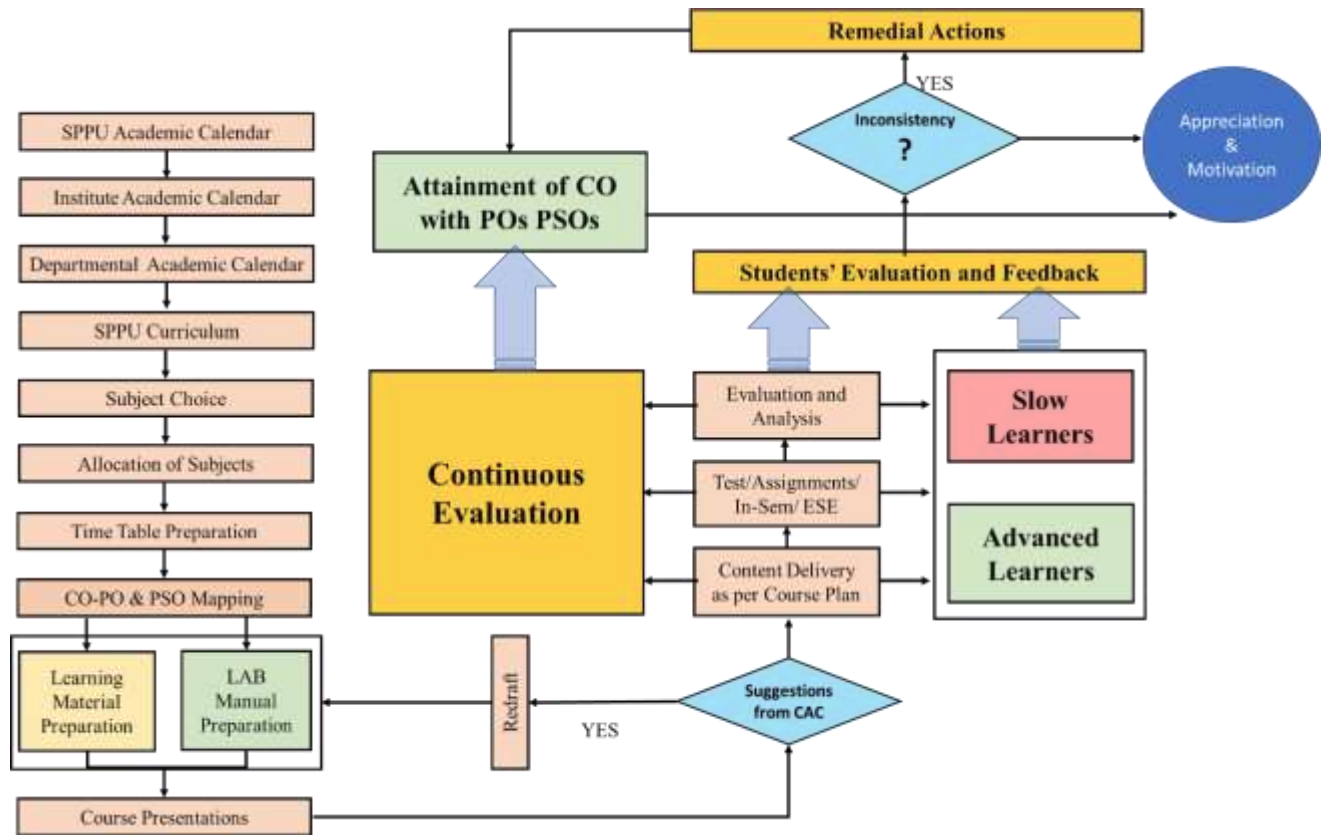 Remedial Actions
YES
Inconsistency
?
Appreciation
&
Motivation
SPPU Academic Calendar
Institute Academic Calendar
Departmental Academic Calendar
SPPU Curriculum
Subject Choice
Allocation of Subjects
Time Table Preparation
CO-PO & PSO Mapping
Learning
Material
Preparation
LAB
Manual
Preparation
Course Presentations
Attainment of CO
with POs PSOs
Students' Evaluation and Feedback
Continuous
Evaluation
Evaluation and
Analysis
Test/Assignments/
In-Sem/ ESE
Content Delivery
as per Course Plan
Slow
Learners
Advanced
Learners
Redraft
YES
Suggestions
from CAC